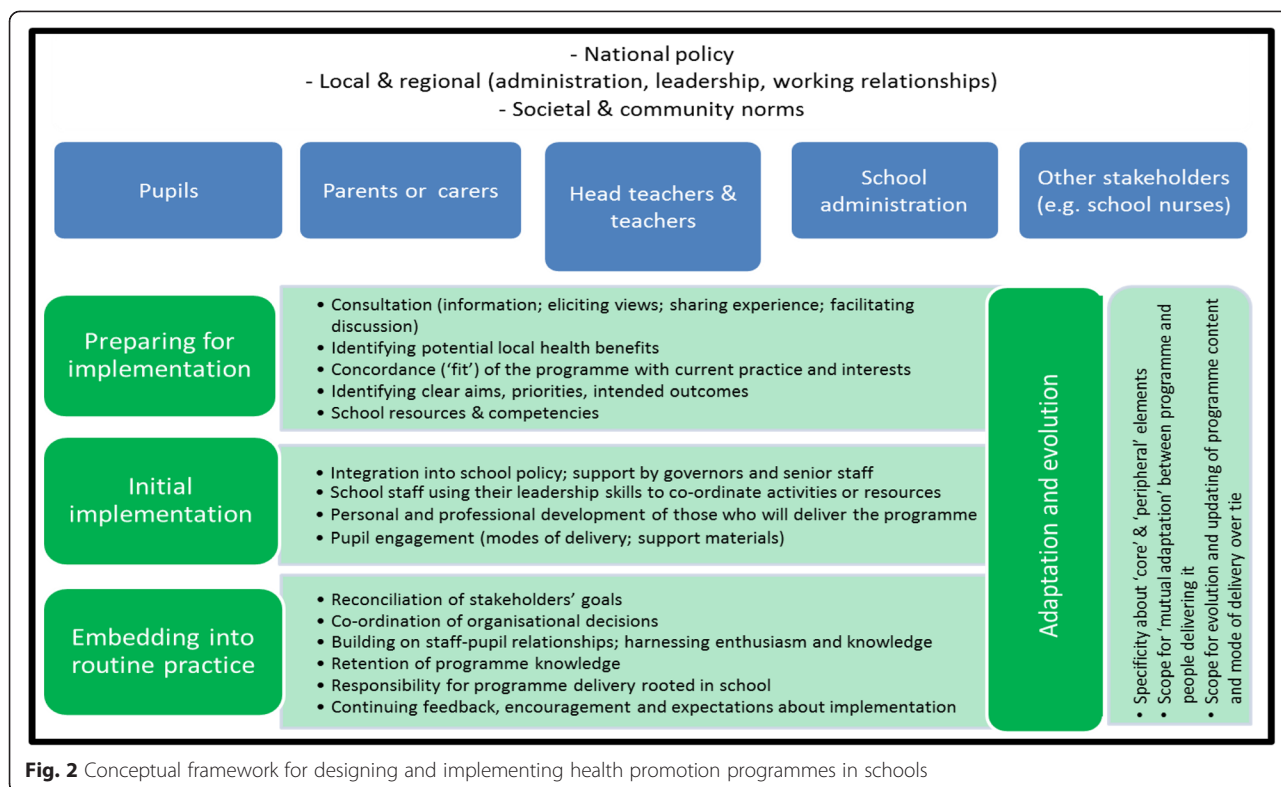 - National policy
- Local & regional (administration, leadership, working relationships)
- Societal & community norms
Pupils
Parents or carers
Head teachers &
teachers
School
administration
Other stakeholders
(e.g. school nurses)
Preparing for
implementation
• Consultation (information; eliciting views; sharing experience; facilitating
discussion)
• Identifying potential local health benefits
• Concordance (‘fit’) of the programme with current practice and interests
• Identifying clear aims, priorities, intended outcomes
• School resources & competencies
Initial
implementation
• Integration into school policy; support by governors and senior staff
• School staff using their leadership skills to co-ordinate activities or resources
• Personal and professional development of those who will deliver the programme
• Pupil engagement (modes of delivery; support materials)
Embedding into
routine practice
• Reconciliation of stakeholders’ goals
• Co-ordination of organisational decisions
• Building on staff-pupil relationships; harnessing enthusiasm and knowledge
• Retention of programme knowledge
• Responsibility for programme delivery rooted in school
• Continuing feedback, encouragement and expectations about implementation
Adaptation and evolution
• Specificity about ‘core’ & ‘peripheral’ elements
• Scope for ‘mutual adaptation’ between programme and
people delivering it
• Scope for evolution and updating of programme content
and mode of delivery over tie
Fig. 2 Conceptual framework for designing and implementing health promotion programmes in schools